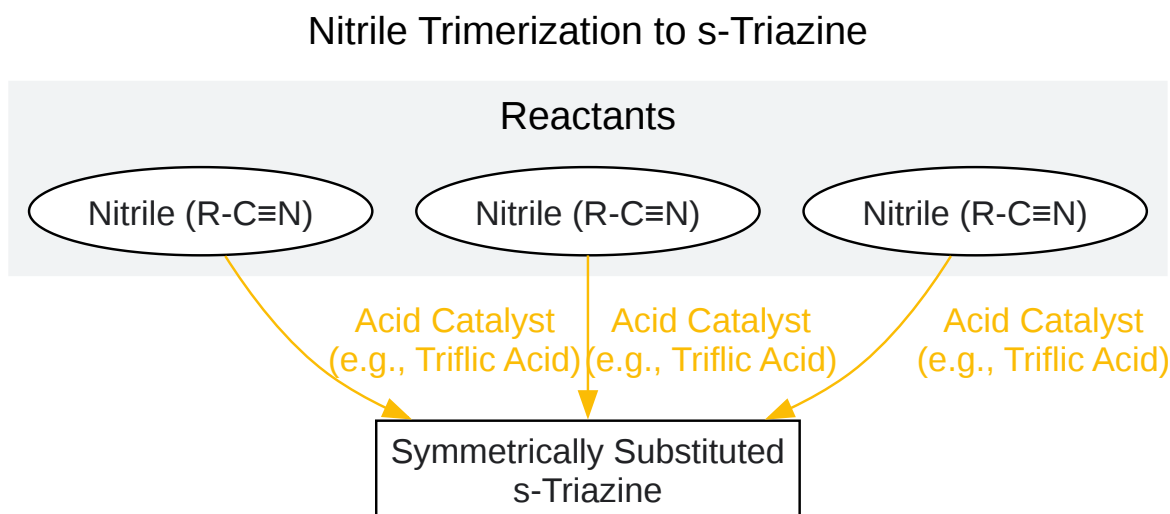 Nitrile Trimerization to s-Triazine
Reactants
Nitrile (R-C≡N)
Nitrile (R-C≡N)
Nitrile (R-C≡N)
Acid Catalyst
(e.g., Triflic Acid)
Acid Catalyst
(e.g., Triflic Acid)
Acid Catalyst
(e.g., Triflic Acid)
Symmetrically Substituted
s-Triazine